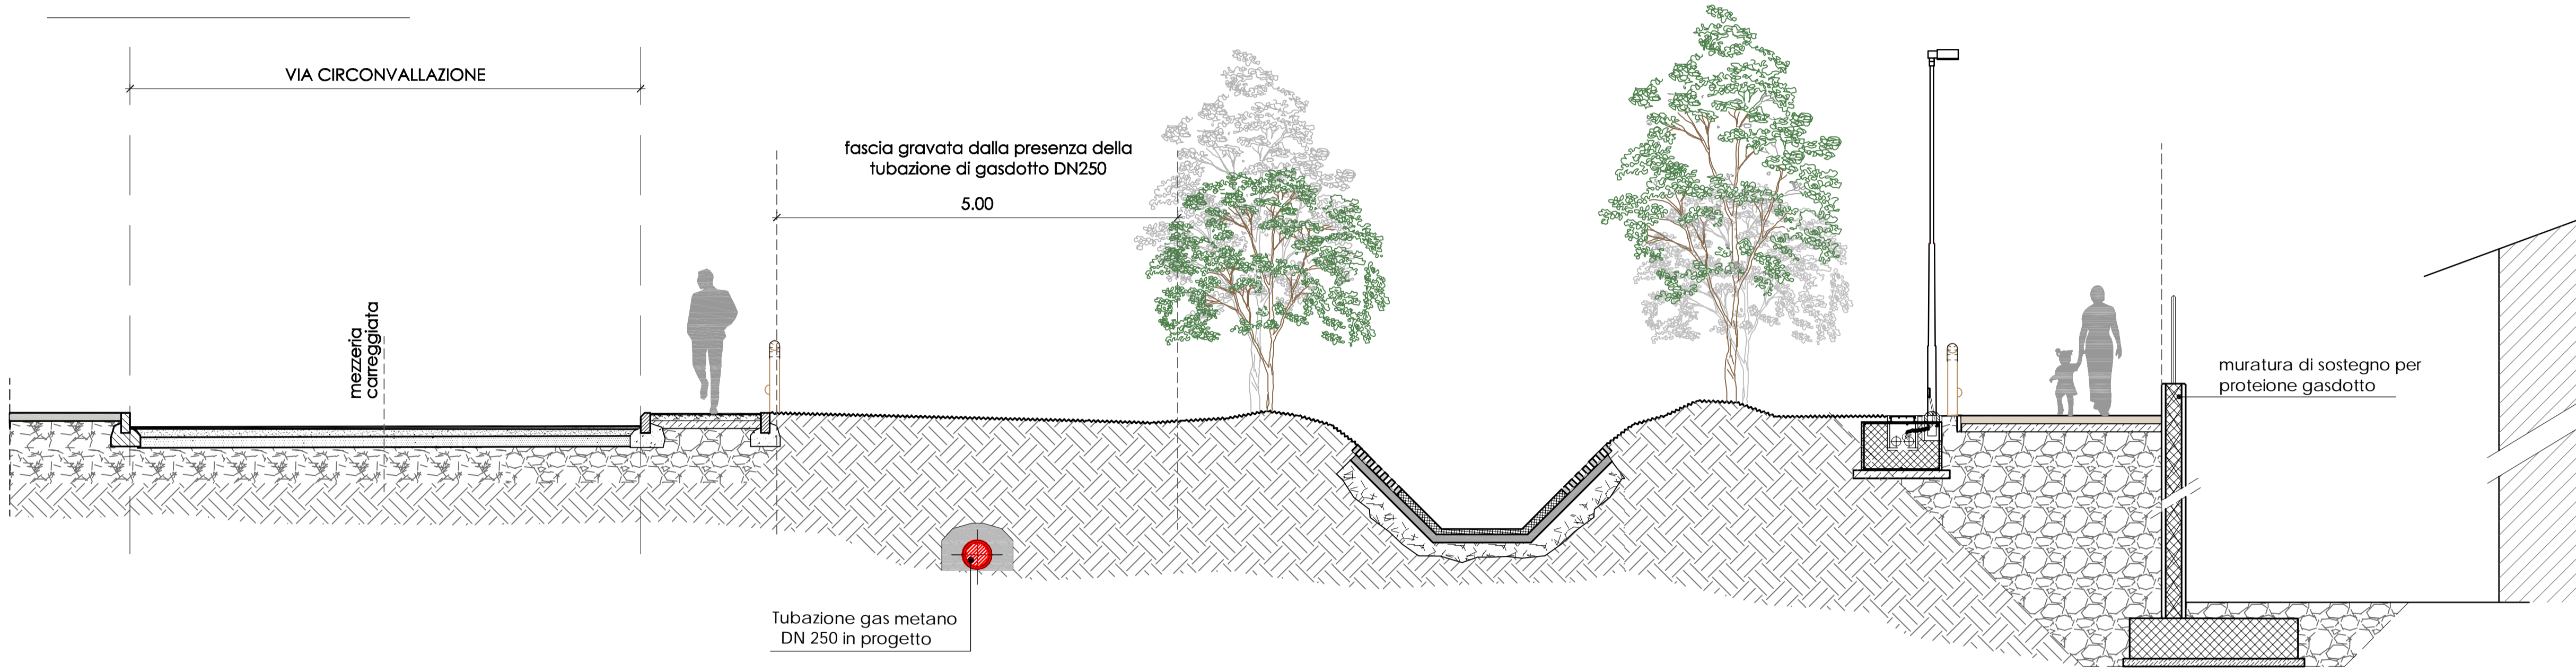 VIA CIRCONVALLAZIONE
fascia gravata dalla presenza della
tubazione di gasdotto DN250
5.00
mezzeria
carreggiata
muratura di sostegno per
proteione gasdotto
Tubazione gas metano
DN 250 in progetto